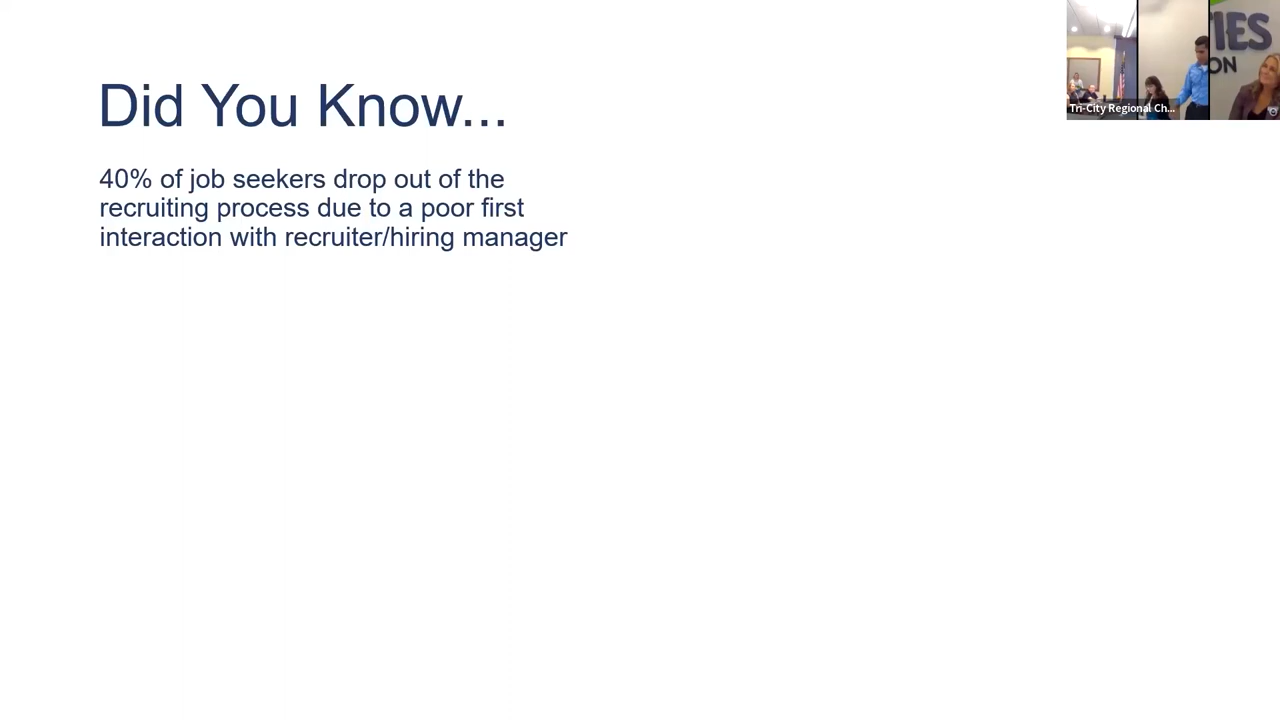 Did You Know...
40% of job seekers drop out of the
recruiting process due to a poor first
interaction with recruiter/hiring manager
TIES
ON
Tri-City Regional Ch...